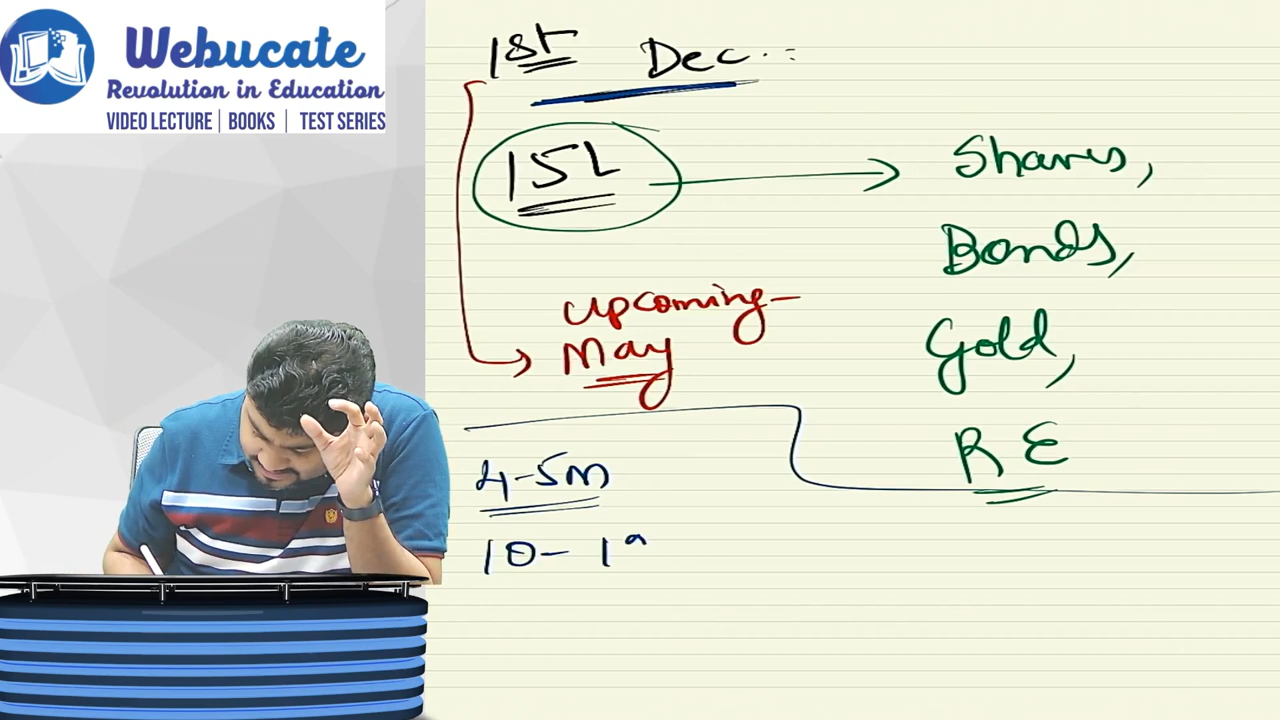 Webucate
Revolution in Education
VIDEO LECTURE | BOOKS | TEST SERIES
1st Dec..:
15L
Shares,
Bonds,
Gold,
RE
upcoming-
May
4-5m
10-1